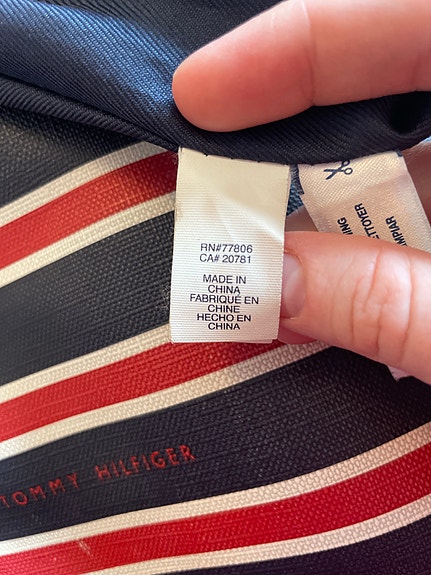 RN#77806
CA# 20781
MADE IN
CHINA
FABRIQUÉ EN
CHINE
HECHO EN
CHINA
TOMMY HILFIGER